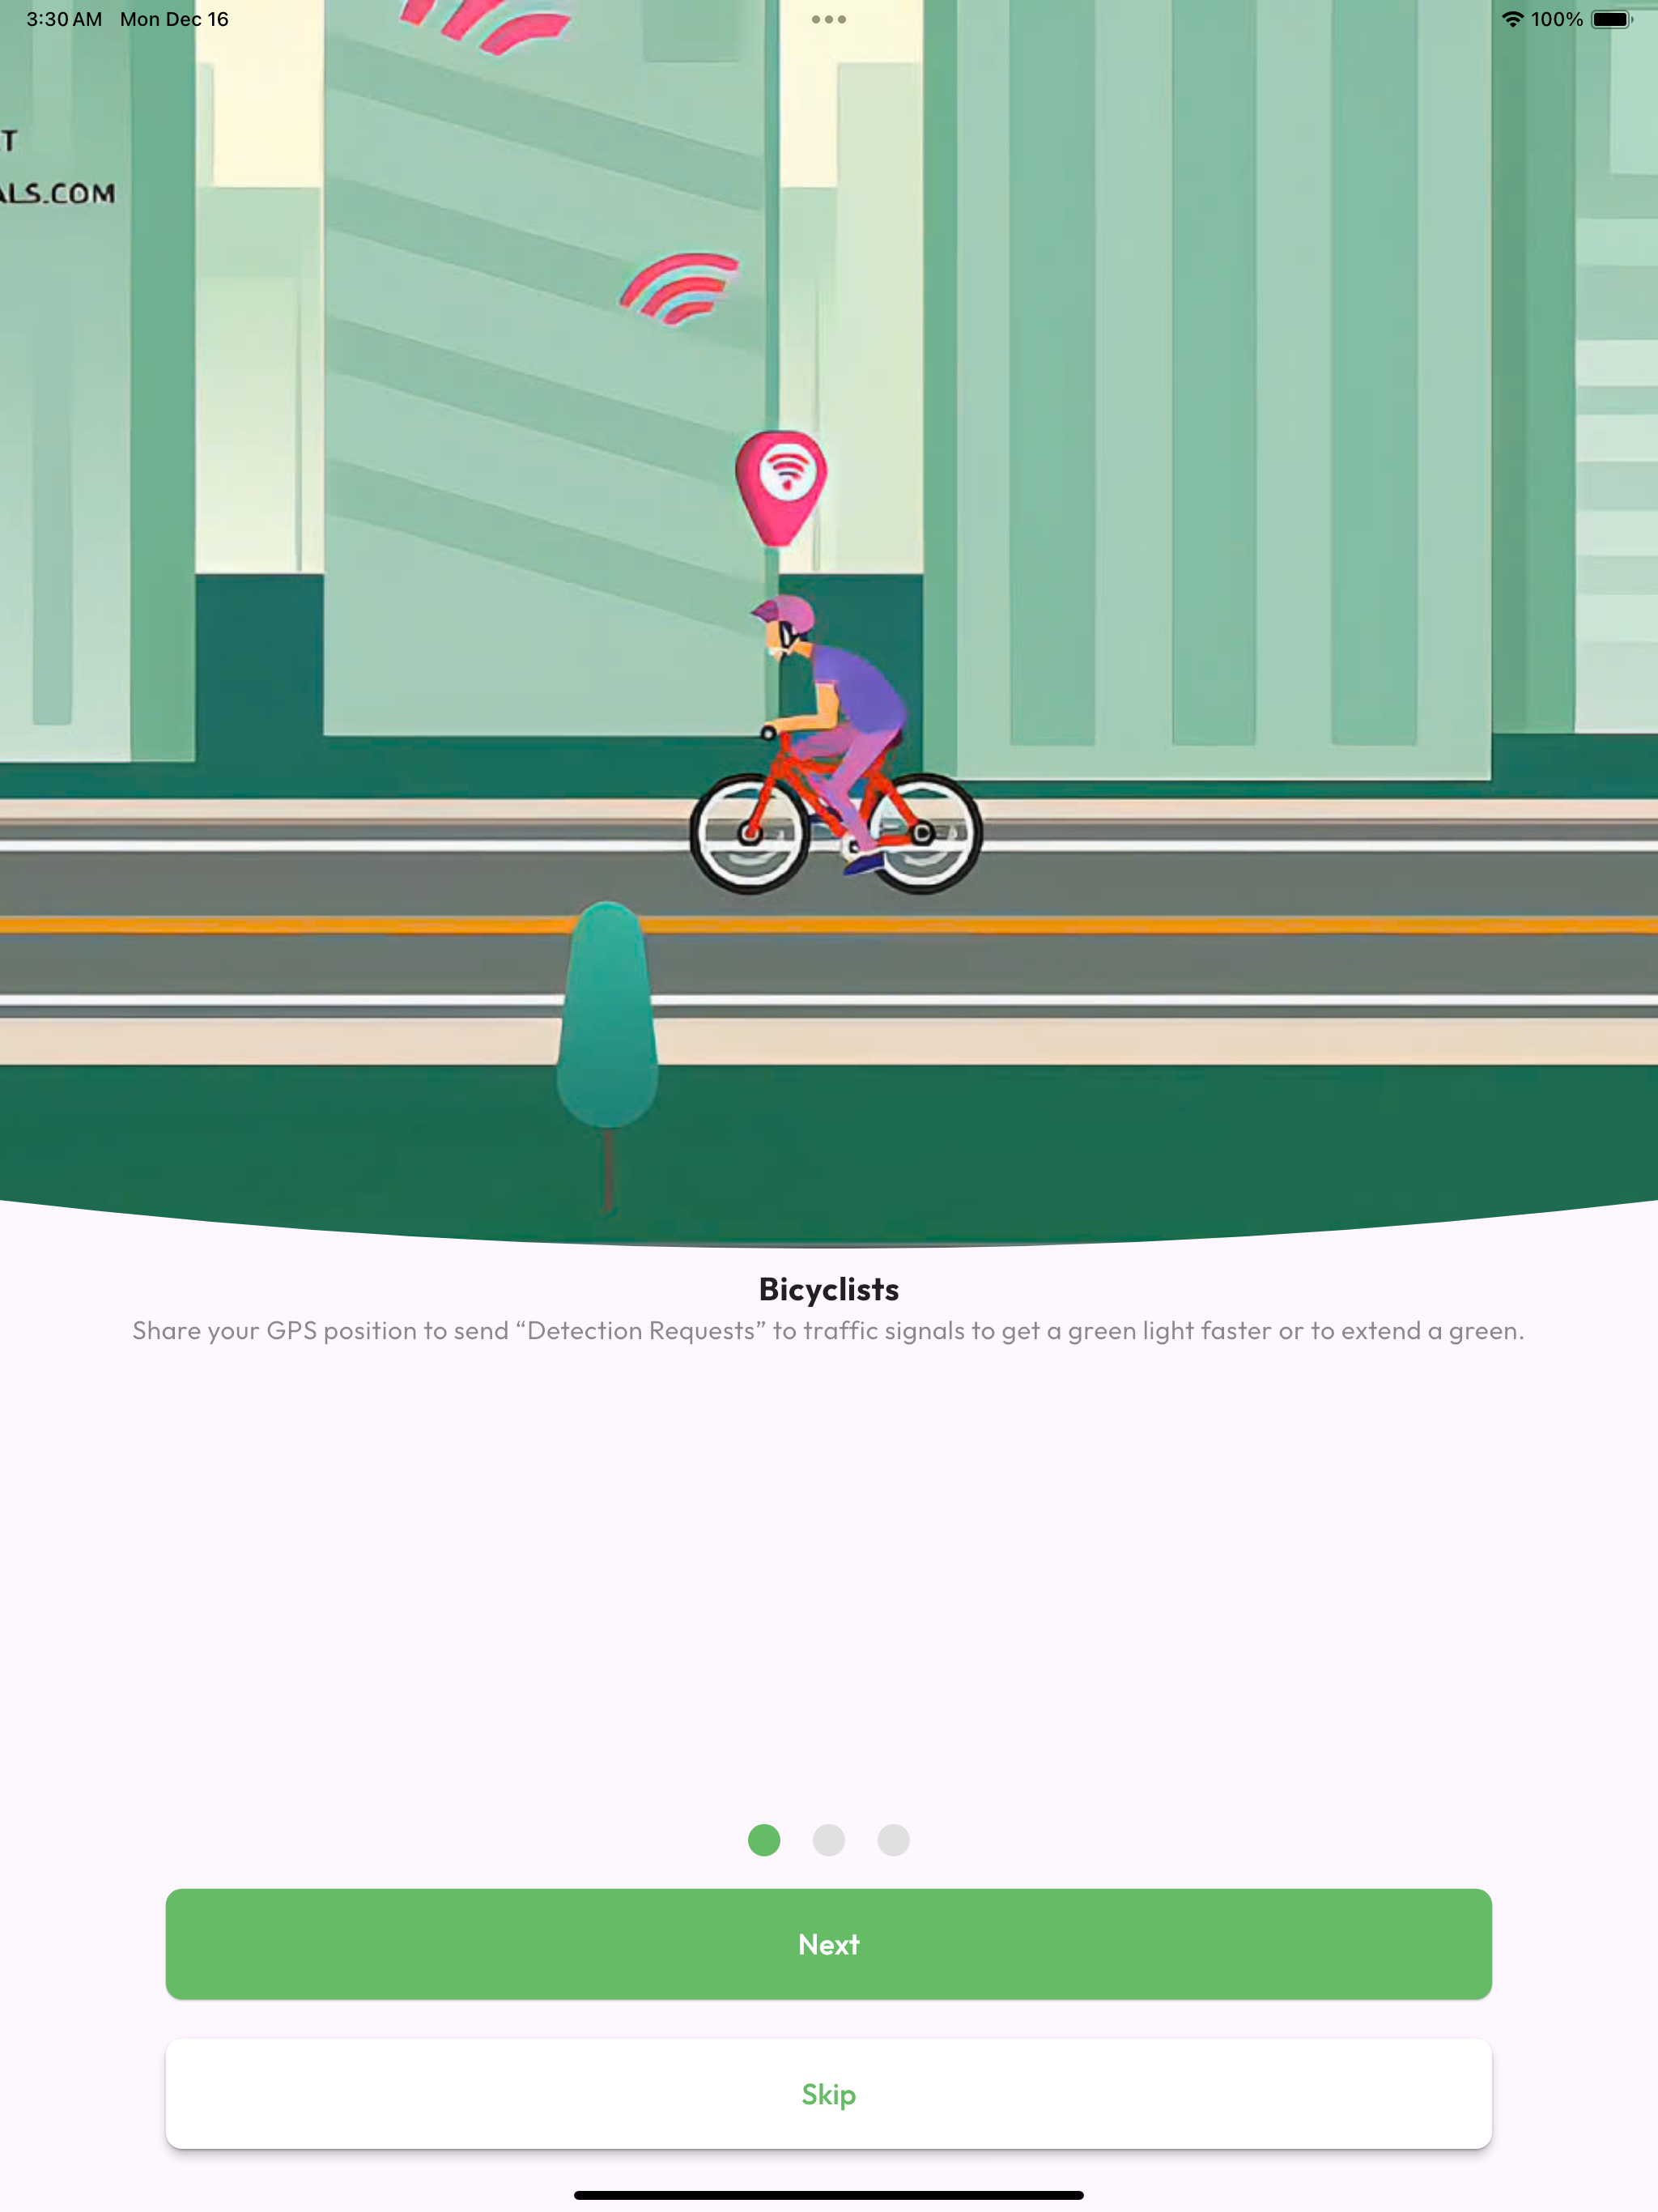 3:30 AM Mon Dec 16
100%
T
ALS.COM
Bicyclists
Share your GPS position to send “Detection Requests” to traffic signals to get a green light faster or to extend a green.
Next
Skip